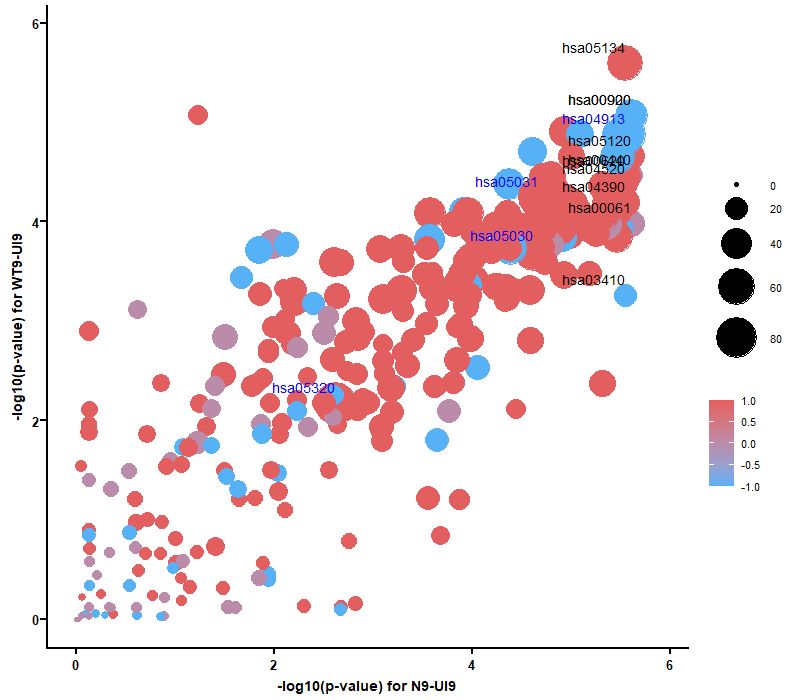 6
hsa05134
hsa00920
hsa04913
hsa05120
hsa04520
hsa05031
hsa04390
hsa00061
4
hsa05030
hsa03410
hsa05320
2
0
0
2
4
6
-log10(p-value) for N9-UI9
-log10(p-value) for WT9-UI9
0
20
40
60
80
1.0
0.5
0.0
-0.5
-1.0